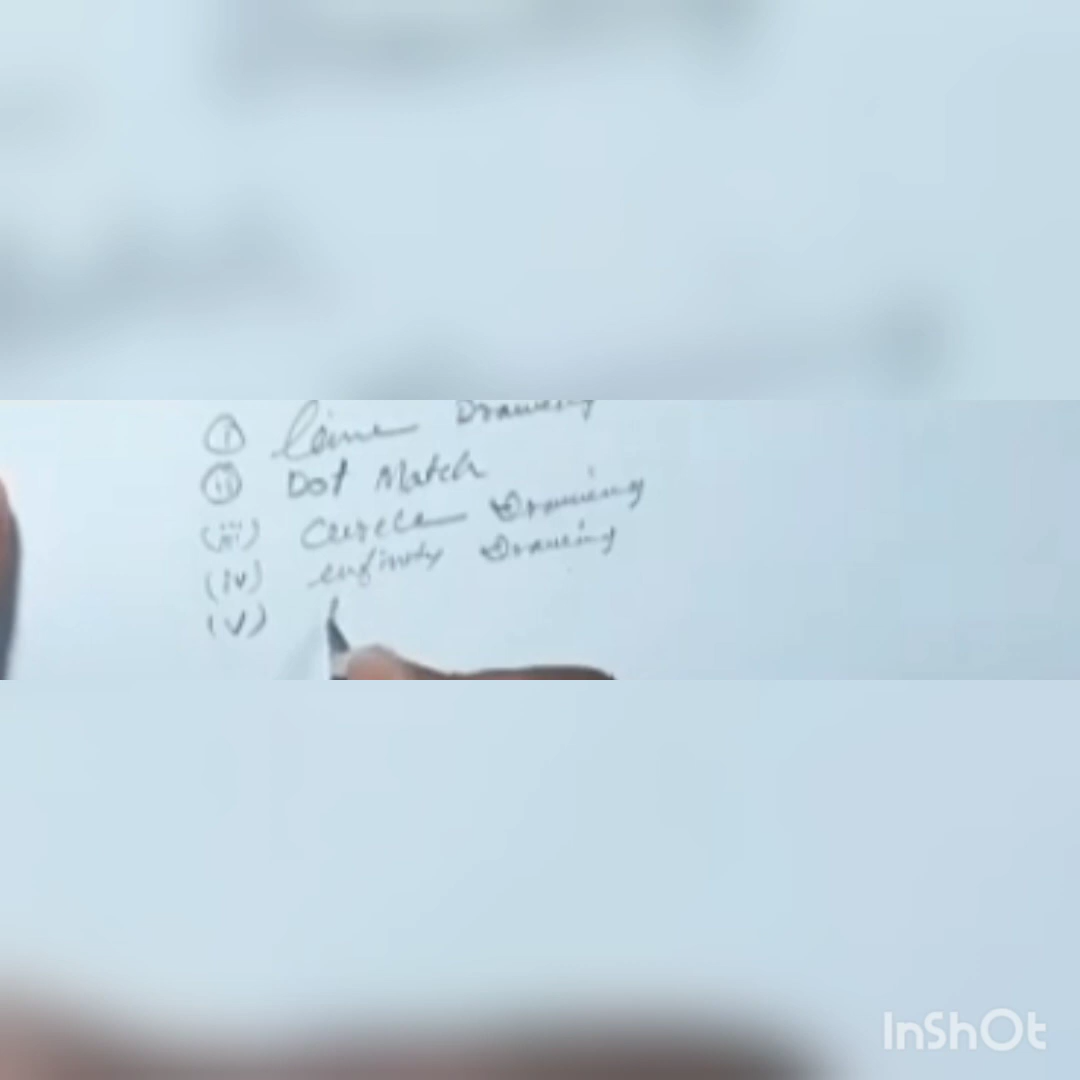 (i) Line Drawing
(ii) Dot Match
(iii) Circle Drawing
(iv) infinity Drawing
(v)
InShOt